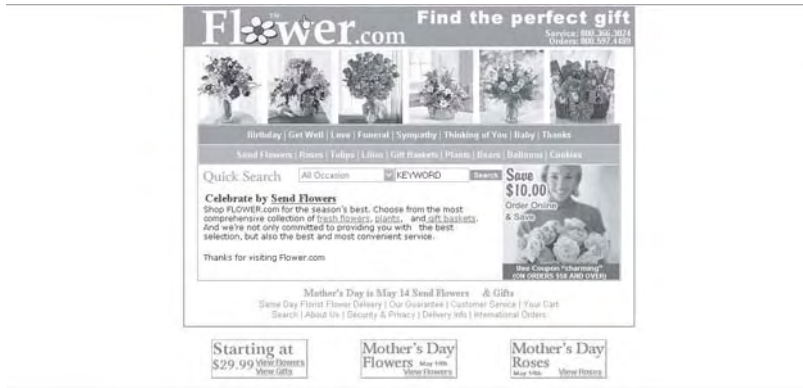 Flower.com
TM
Find the perfect gift
Service: 800.366.3024
Orders: 800.597.4489
Birthday | Get Well | Love | Funeral | Sympathy | Thinking of You | Baby | Thanks
Send Flowers | Roses | Tulips | Lilies | Gift Baskets | Plants | Bears | Balloons | Cookies
Quick Search All Occasion KEYWORD Search
Celebrate by Send Flowers
Shop FLOWER.com for the season's best. Choose from the most
comprehensive collection of fresh flowers, plants, and gift baskets.
And we're not only committed to providing you with the best
selection, but also the best and most convenient service.
Thanks for visiting Flower.com
Save
$10.00
Order Online
& Save
Use Coupon "charming"
(ON ORDERS $50 AND OVER)
Mother's Day is May 14 Send Flowers & Gifts
Same Day Florist Flower Delivery | Our Guarantee | Customer Service | Your Cart
Search | About Us | Security & Privacy | Delivery Info | International Orders
Starting at
$29.99 View Flowers
View Gifts
Mother's Day
Flowers May 14th
View Flowers
Mother's Day
Roses
May 14th View Roses